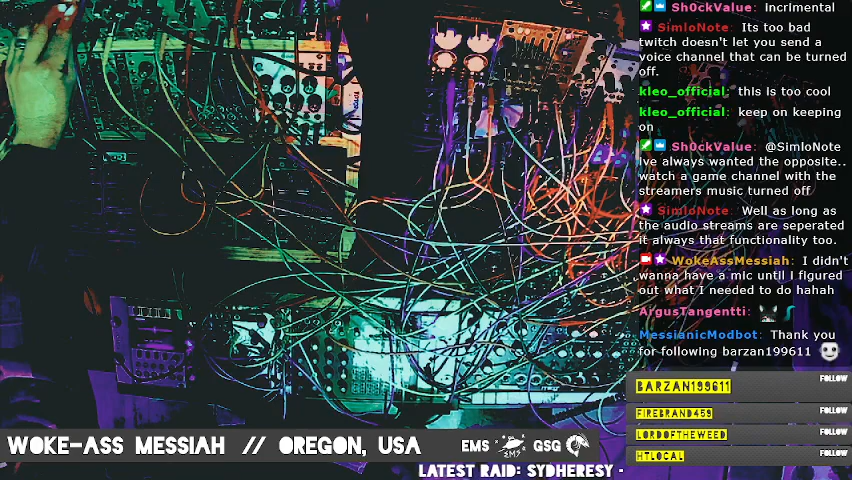 Sh0ckValue: Incrlmental
SimloNote: Its too bad
twitch doesn't let you send a
voice channel that can be turned
off.
kleo_official: this is too cool
kleo_official: keep on keeping
on
Sh0ckValue: @SimloNote
ive always wanted the opposite..
watch a game channel with the
streamers music turned off
SimloNote: Well as long as
the audio streams are seperated
it always that functionality too.
WokeAssMessiah: I didn't
wanna have a mic until I figured
out what I needed to do hahah
ArgusTangentti:
MessianicModbot: Thank you
for following barzan199611
BARZAN199611 FOLLOW
FIREBRAND459 FOLLOW
LORDOFTHEWEED FOLLOW
HTLOCAL FOLLOW
WOKE-ASS MESSIAH // OREGON, USA EMS EMS GSG
LATEST RAID: SYDHERESY -